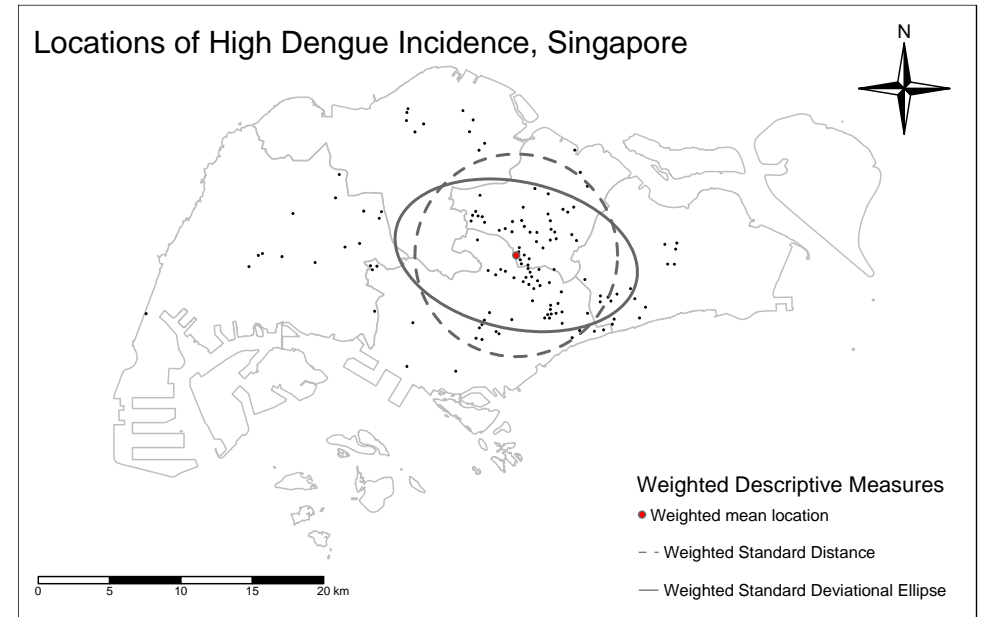 Locations of High Dengue Incidence, Singapore
N
Weighted Descriptive Measures
Weighted mean location
Weighted Standard Distance
Weighted Standard Deviational Ellipse
0 5 10 15 20 km